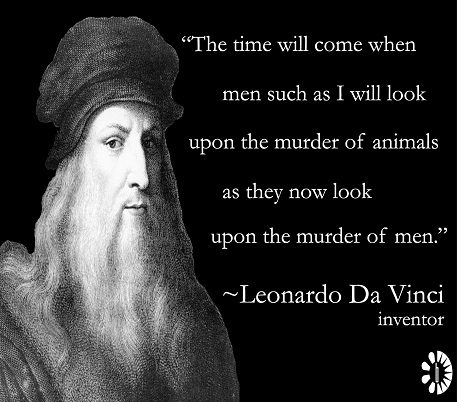 “The time will come when
men such as I will look
upon the murder of animals
as they now look
upon the murder of men.”
~Leonardo Da Vinci
inventor